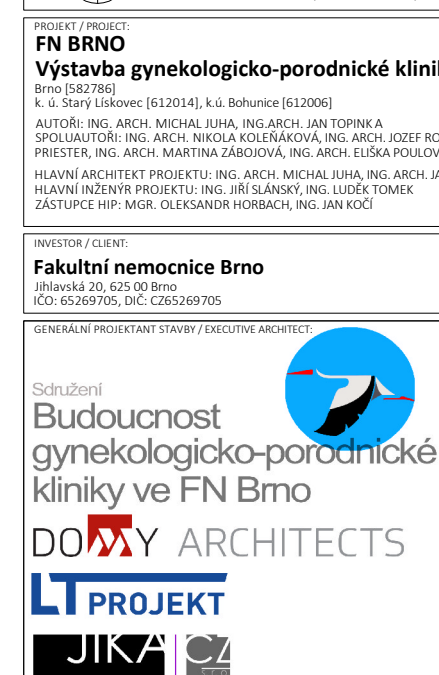 PROJEKT / PROJECT:
FN BRNO
Výstavba gynekologicko-porodnické
Brno [582786]
k. ú. Starý Lískovec [612014], k.ú. Bohunice [612006]
AUTOŘI: ING. ARCH. MICHAL JUHA, ING.ARCH. JAN TOPINKA
SPOLUAUTOŘI: ING. ARCH. NIKOLA KOLEŇÁKOVÁ, ING. ARCH. JOZEF
PRIESTER, ING. ARCH. MARTINA ZÁBOJOVÁ, ING. ARCH. ELIŠKA
HLAVNÍ ARCHITEKT PROJEKTU: ING. ARCH. MICHAL JUHA, ING. ARCH.
HLAVNÍ INŽENÝR PROJEKTU: ING. JIŘÍ SLÁNSKÝ, ING. LUDĚK TOMEK
ZÁSTUPCE HIP: MGR. OLEKSANDR HORBACH, ING. JAN KOČÍ
INVESTOR / CLIENT:
Fakultní nemocnice Brno
Jihlavská 20, 625 00 Brno
IČO: 65269705, DIČ: CZ65269705
GENERÁLNÍ PROJEKTANT STAVBY / EXECUTIVE ARCHITECT:
Sdružení
Budoucnost
gynekologicko-porodnické
kliniky ve FN Brno
DOMY ARCHITECTS
LT PROJEKT
JIKA CZ